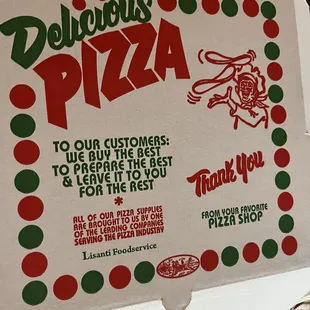 Delicious
PIZZA
TO OUR CUSTOMERS:
WE BUY THE BEST
TO PREPARE THE BEST
& LEAVE IT TO YOU
FOR THE REST
*
ALL OF OUR PIZZA SUPPLIES
ARE BROUGHT TO US BY ONE
OF THE LEADING COMPANIES
SERVING THE PIZZA INDUSTRY
Lisanti Foodservice
Thank You
FROM YOUR FAVORITE
PIZZA SHOP